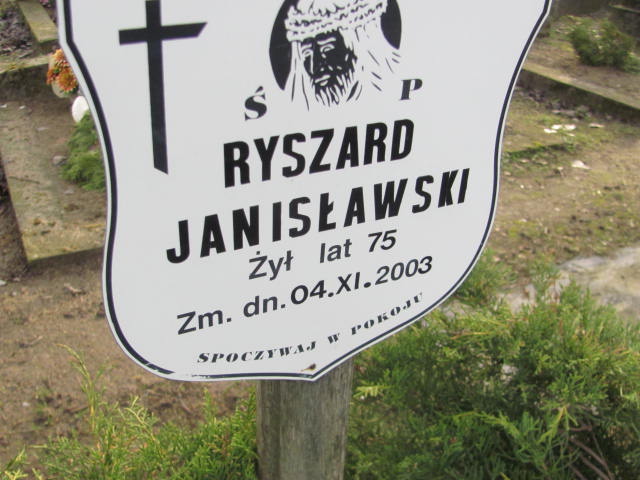 Ś P
RYSZARD
JANISŁAWSKI
Żył lat 75
Zm. dn. 04.XI.2003
SPOCZYWAJ W POKOJU